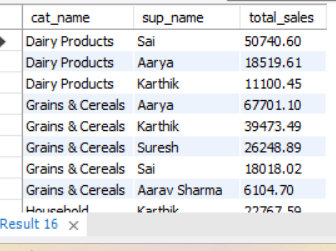 cat_name sup_name total_sales
Dairy Products Sai 50740.60
Dairy Products Aarya 18519.61
Dairy Products Karthik 11100.45
Grains & Cereals Aarya 67701.10
Grains & Cereals Karthik 39473.49
Grains & Cereals Suresh 26248.89
Grains & Cereals Sai 18018.02
Grains & Cereals Aarav Sharma 6104.70
Household Karthik 22767.59
Result 16